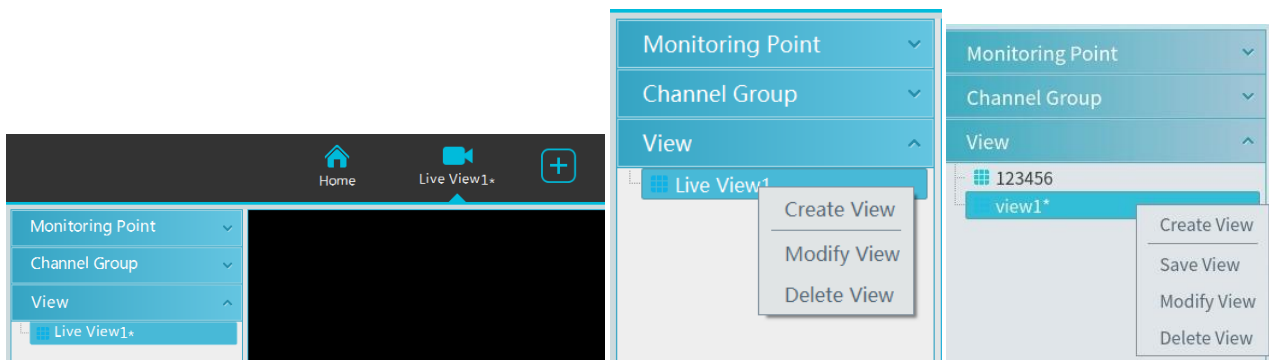 Home
Live View1*
Monitoring Point
Channel Group
View
Live View1*
Monitoring Point
Channel Group
View
Live View1
Create View
Modify View
Delete View
Monitoring Point
Channel Group
View
123456
view1*
Create View
Save View
Modify View
Delete View